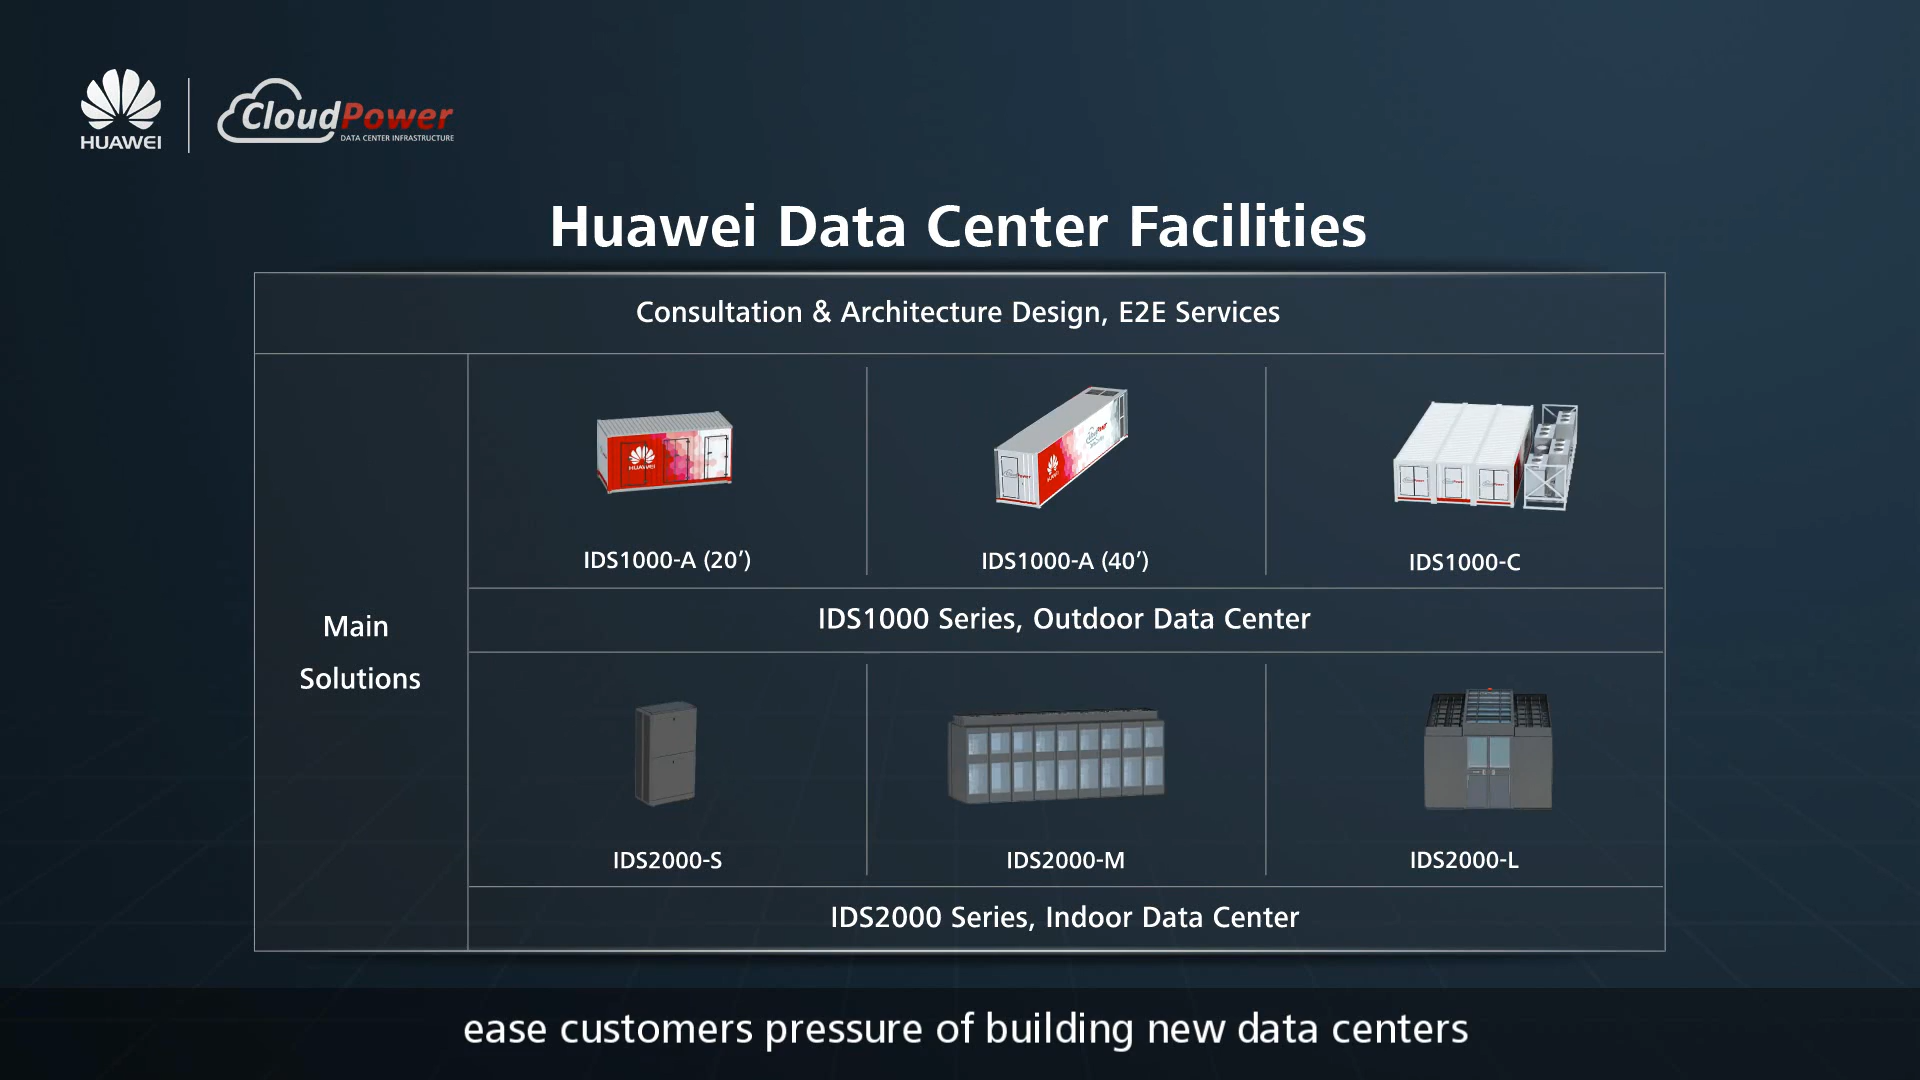 HUAWEI
CloudPower
DATA CENTER INFRASTRUCTURE
Huawei Data Center Facilities
Consultation & Architecture Design, E2E Services
Main
Solutions
HUAWEI
IDS1000-A (20’)
IDS1000-A (40’)
IDS1000-C
IDS1000 Series, Outdoor Data Center
IDS2000-S
IDS2000-M
IDS2000-L
IDS2000 Series, Indoor Data Center
ease customers pressure of building new data centers